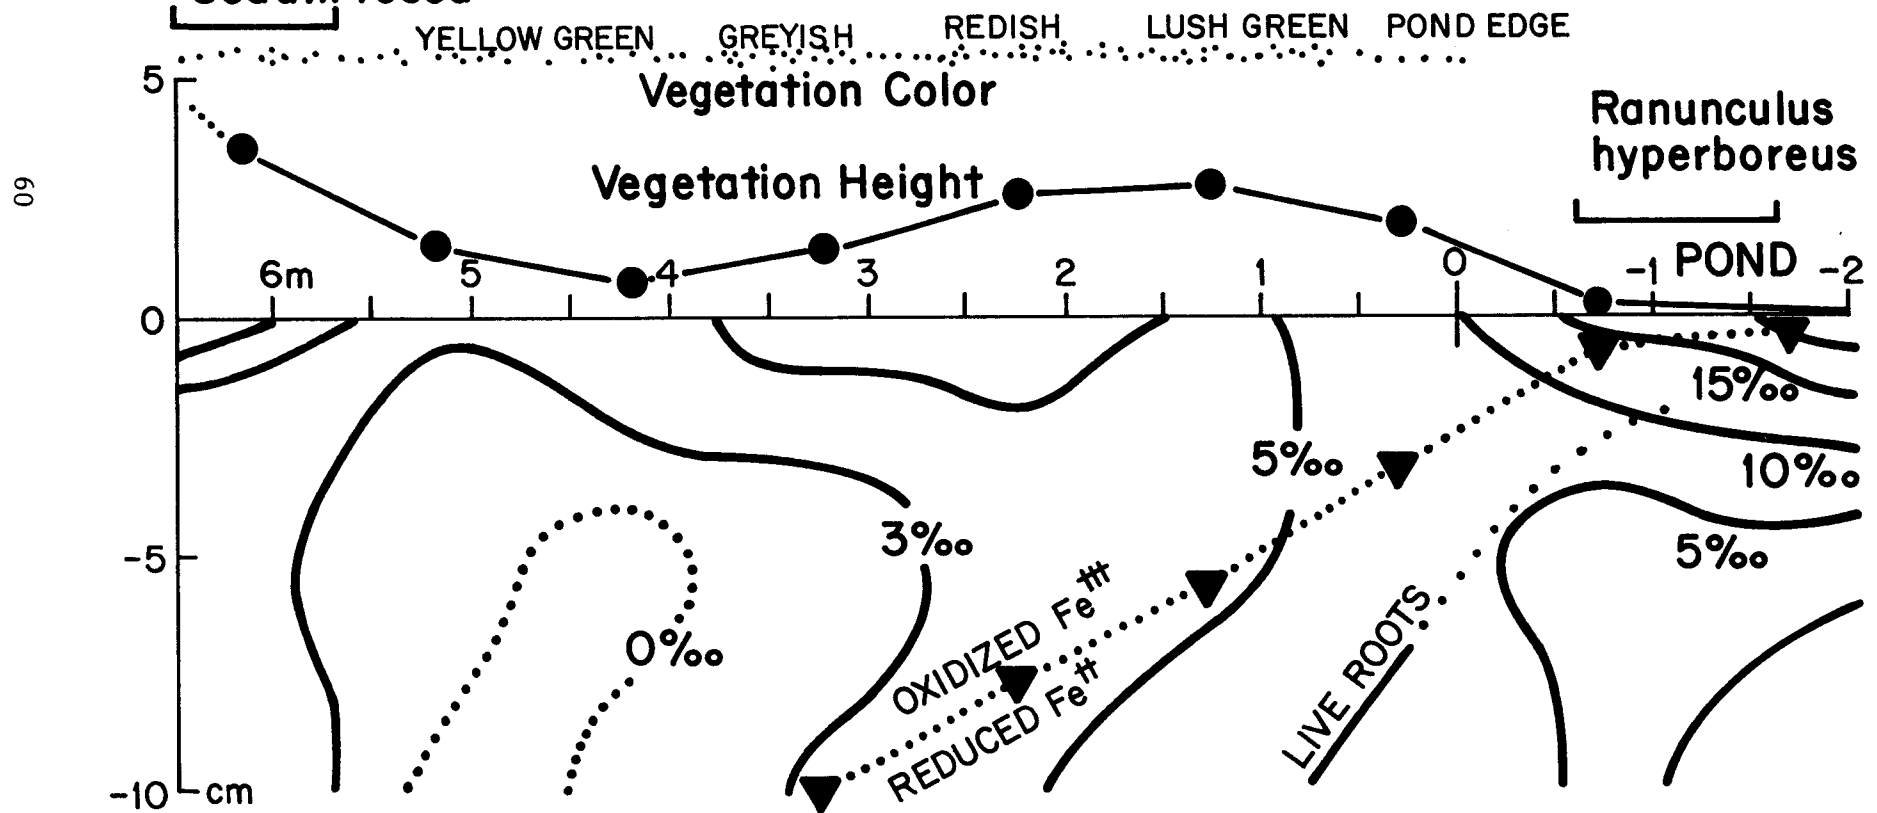 YELLOW GREEN GREYISH REDISH LUSH GREEN POND EDGE
5
Vegetation Color
Ranunculus
hyperboreus
Vegetation Height
60
6m 5 4 3 2 1 0 -1 POND -2
0
15‰
5‰
10‰
3‰
-5
5‰
OXIDIZED Fe+++
0‰
REDUCED Fe++
LIVE ROOTS
-10 cm